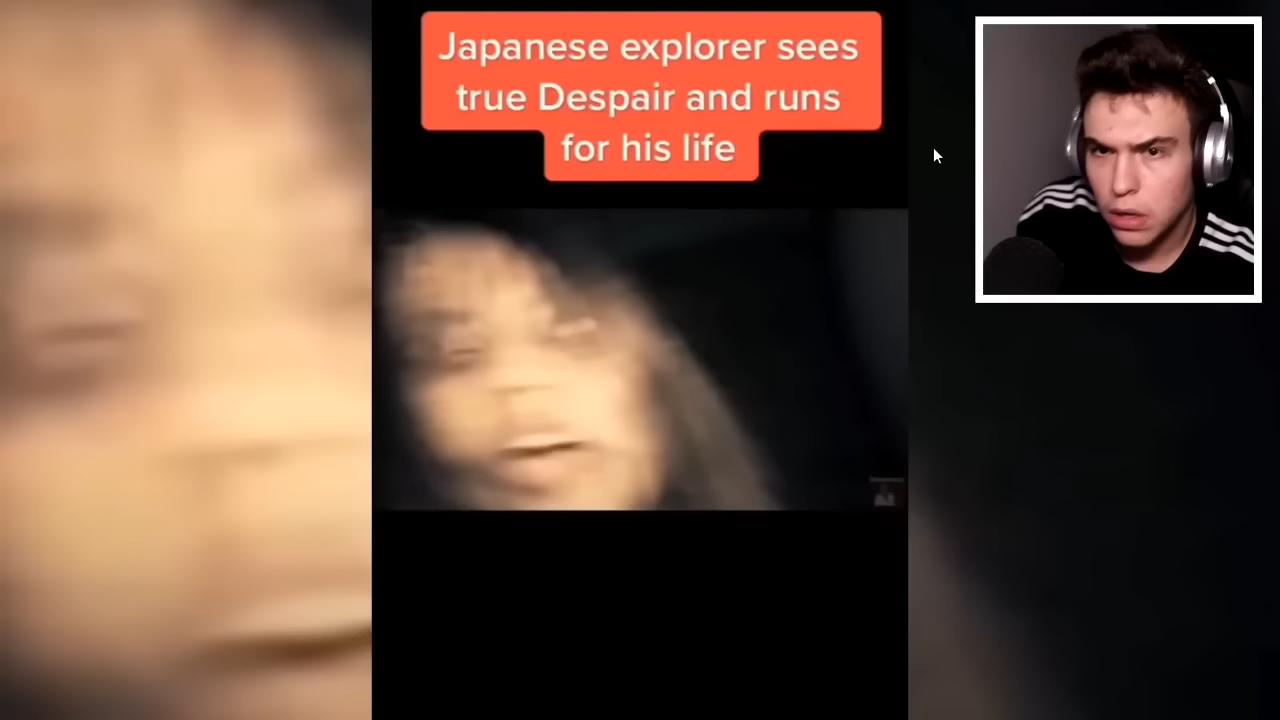 Japanese explorer sees
true Despair and runs
for his life